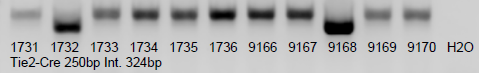 1731 1732 1733 1734 1735 1736 9166 9167 9168 9169 9170 H2O
Tie2-Cre 250bp Int. 324bp